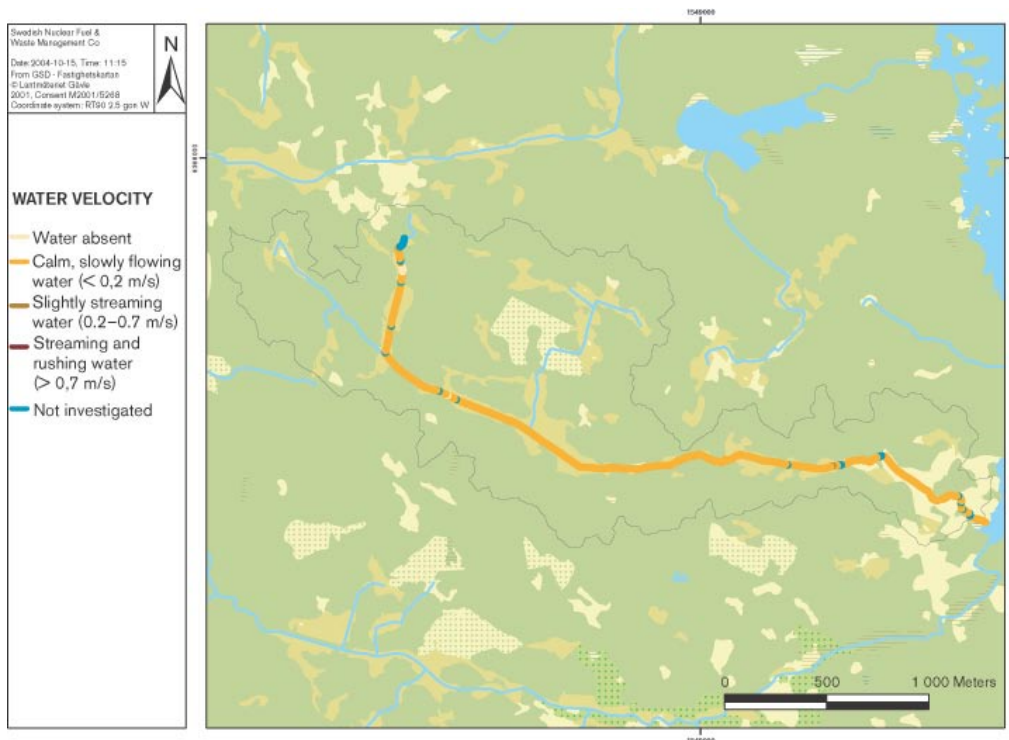 Swedish Nuclear Fuel &
Waste Management Co
Date: 2004-10-15, Time: 11:15
From GSD - Fastighetskartan
© Lantmäteriet Gävle
2001, Consent M2001/5268
Coordinate system: RT90 2,5 gon W
N
WATER VELOCITY
Water absent
Calm, slowly flowing
water (< 0,2 m/s)
Slightly streaming
water (0.2–0.7 m/s)
Streaming and
rushing water
(> 0,7 m/s)
Not investigated
0 500 1 000 Meters